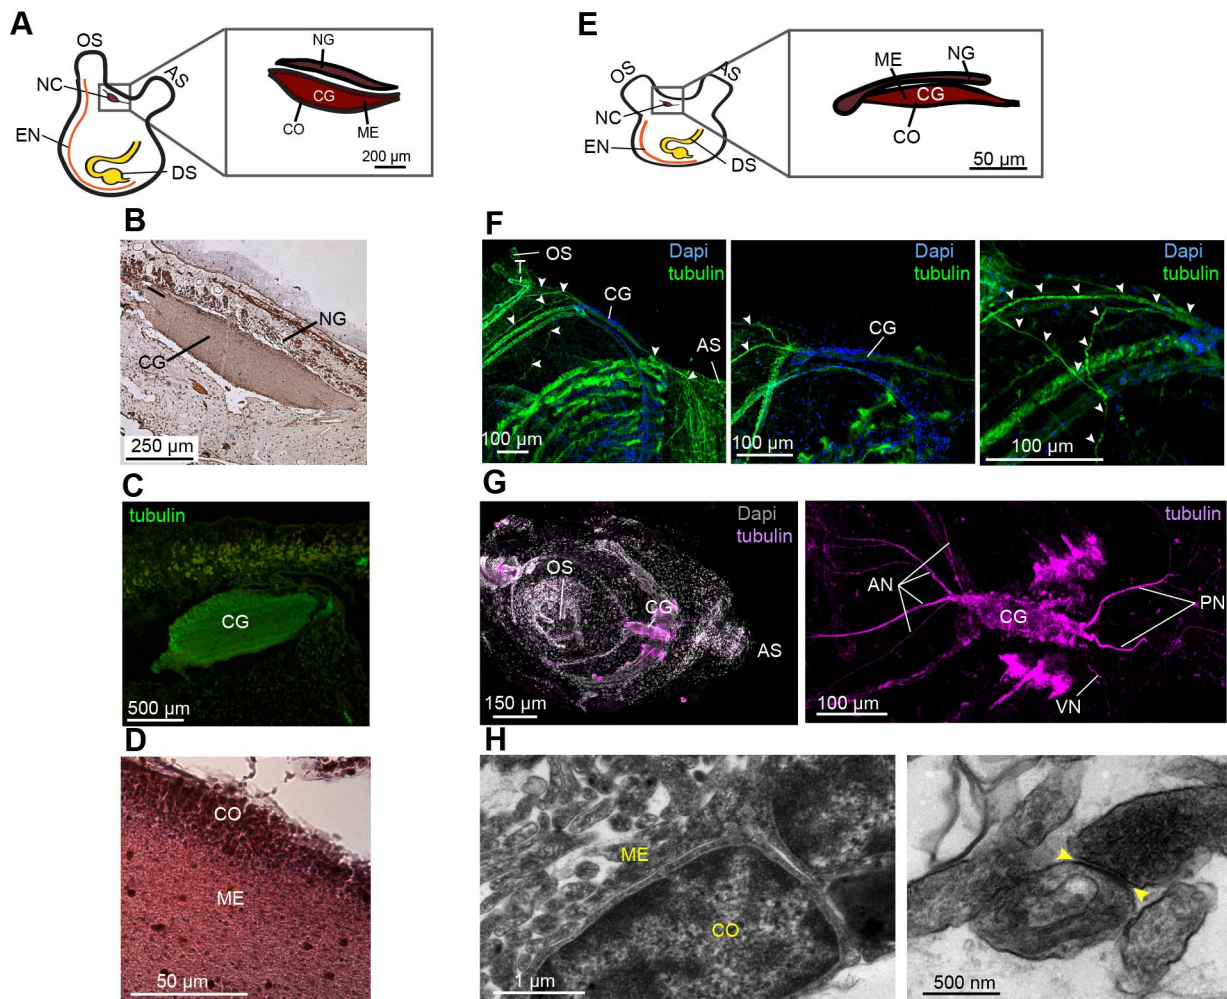 A
OS
AS
NC
EN
DS
NG
CG
CO
ME
200 µm
E
OS
AS
NC
EN
DS
ME
NG
CG
CO
50 µm
B
NG
CG
250 µm
F
OS
Dapi
tubulin
CG
AS
100 µm
Dapi
tubulin
CG
100 µm
Dapi
tubulin
100 µm
C
tubulin
CG
500 µm
G
Dapi
tubulin
OS
CG
AS
150 µm
tubulin
AN
CG
PN
VN
100 µm
D
CO
ME
50 µm
H
ME
CO
1 µm
500 nm